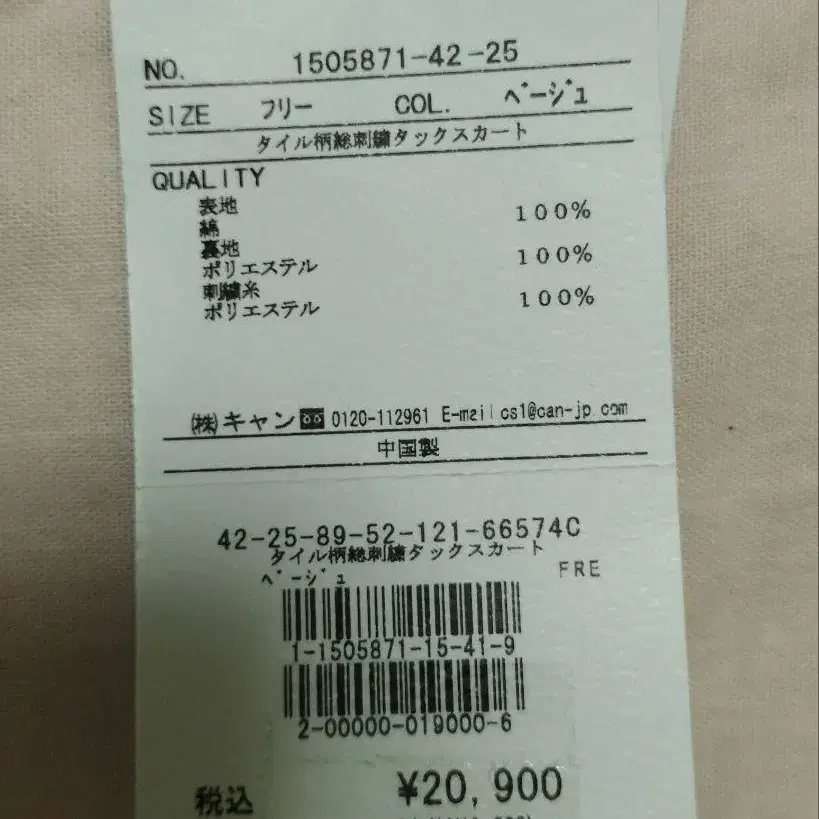 NO. 1505871-42-25
SIZE フリー COL. ベージュ
タイル柄総刺繍タックスカート
QUALITY
表地
綿 100%
裏地
ポリエステル 100%
刺繍糸
ポリエステル 100%
㈱キャン 0120-112961 E-mail cs1@can-jp.com
中国製
42-25-89-52-121-66574C
タイル柄総刺繍タックスカート
ベージュ FRE
1-1505871-15-41-9
2-00000-019000-6
税込 ¥20,900